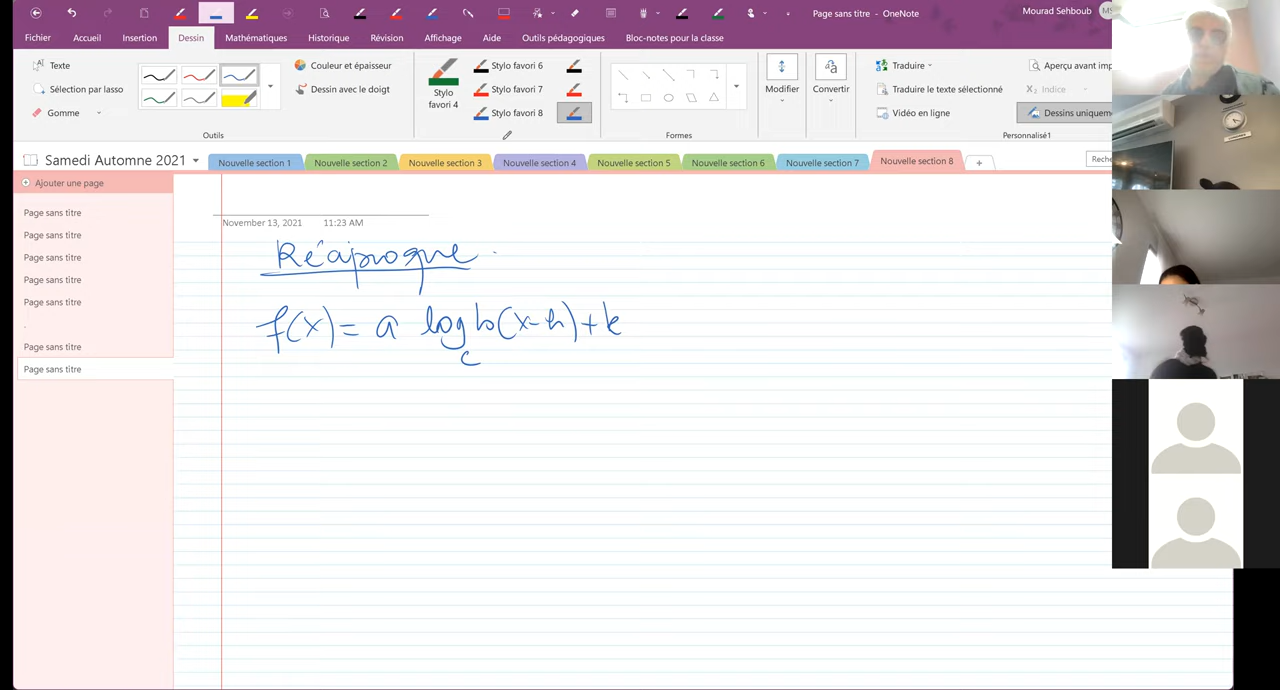 Page sans titre - OneNote
Mourad Sehboub
MS
Fichier Accueil Insertion Dessin Mathématiques Historique Révision Affichage Aide Outils pédagogiques Bloc-notes pour la classe
Texte
Sélection par lasso
Gomme
Outils
Couleur et épaisseur
Dessin avec le doigt
Stylo favori 4
Stylo favori 6
Stylo favori 7
Stylo favori 8
Formes
Modifier
Convertir
Traduire
Traduire le texte sélectionné
Vidéo en ligne
Aperçu avant imp
Indice
Dessins uniqueme
Personnalisé1
Samedi Automne 2021
Nouvelle section 1 Nouvelle section 2 Nouvelle section 3 Nouvelle section 4 Nouvelle section 5 Nouvelle section 6 Nouvelle section 7 Nouvelle section 8 +
Reche
Ajouter une page
Page sans titre
Page sans titre
Page sans titre
Page sans titre
Page sans titre
.
Page sans titre
Page sans titre
November 13, 2021 11:23 AM
Réciproque
f(x) = a log_c b(x-h)+k